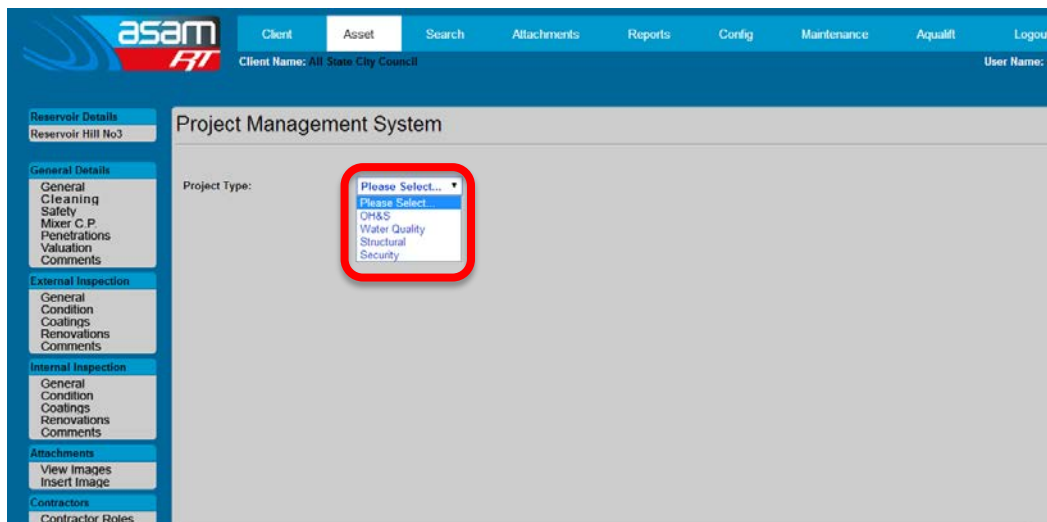 asam
RT
Client Asset Search Attachments Reports Config Maintenance Aqualift Logou
Client Name: All State City Council User Name:
Reservoir Details
Reservoir Hill No3
General Details
General
Cleaning
Safety
Mixer C.P.
Penetrations
Valuation
Comments
External Inspection
General
Condition
Coatings
Renovations
Comments
Internal Inspection
General
Condition
Coatings
Renovations
Comments
Attachments
View Images
Insert Image
Contractors
Contractor Roles
Project Management System
Project Type: Please Select...
Please Select...
OH&S
Water Quality
Structural
Security